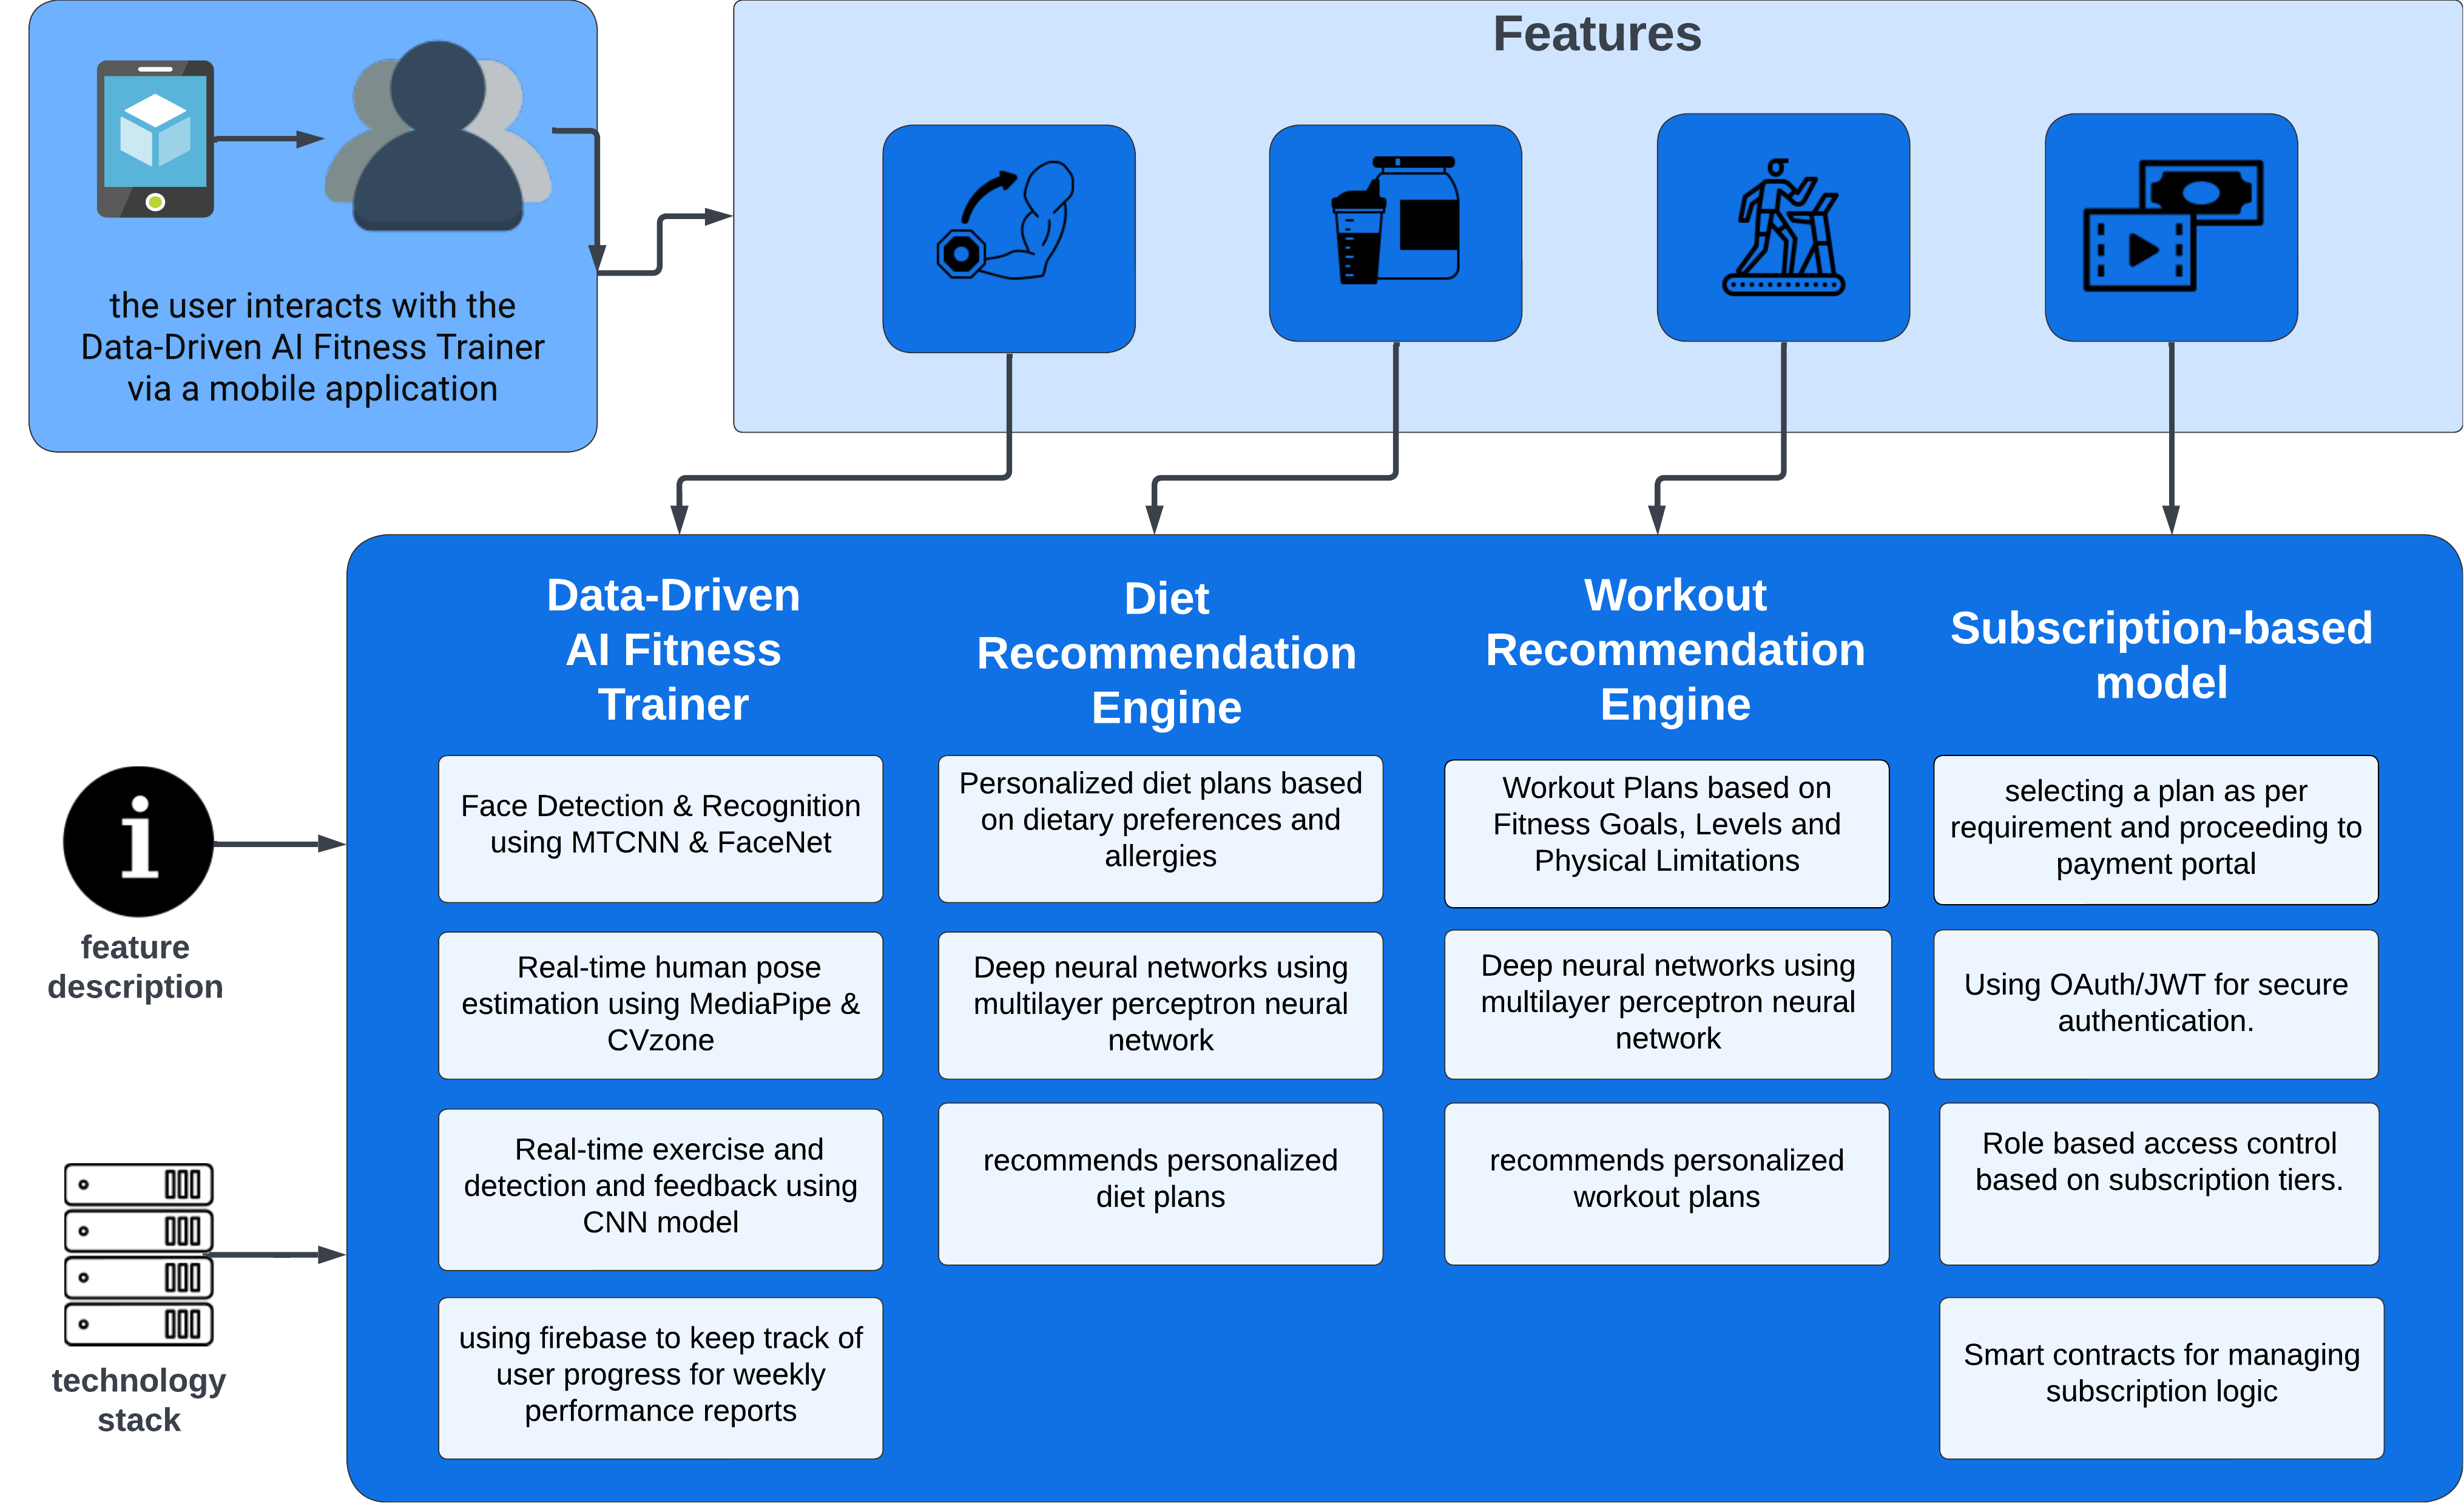 Features
the user interacts with the
Data-Driven AI Fitness Trainer
via a mobile application
Data-Driven
AI Fitness
Trainer
Diet
Recommendation
Engine
Workout
Recommendation
Engine
Subscription-based
model
feature
description
technology
stack
Face Detection & Recognition
using MTCNN & FaceNet
Real-time human pose
estimation using MediaPipe &
CVzone
Real-time exercise and
detection and feedback using
CNN model
using firebase to keep track of
user progress for weekly
performance reports
Personalized diet plans based
on dietary preferences and
allergies
Deep neural networks using
multilayer perceptron neural
network
recommends personalized
diet plans
Workout Plans based on
Fitness Goals, Levels and
Physical Limitations
Deep neural networks using
multilayer perceptron neural
network
recommends personalized
workout plans
selecting a plan as per
requirement and proceeding to
payment portal
Using OAuth/JWT for secure
authentication.
Role based access control
based on subscription tiers.
Smart contracts for managing
subscription logic